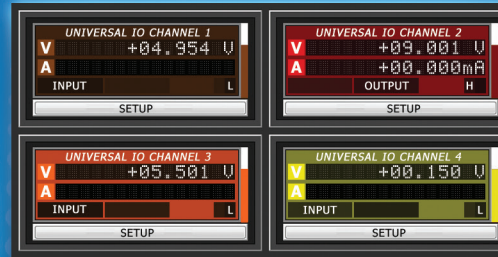 UNIVERSAL IO CHANNEL 1
V +04.954 V
A
INPUT L
SETUP
UNIVERSAL IO CHANNEL 2
V +09.001 V
A +00.000mA
OUTPUT H
SETUP
UNIVERSAL IO CHANNEL 3
V +05.501 V
A
INPUT L
SETUP
UNIVERSAL IO CHANNEL 4
V +00.150 V
A
INPUT L
SETUP